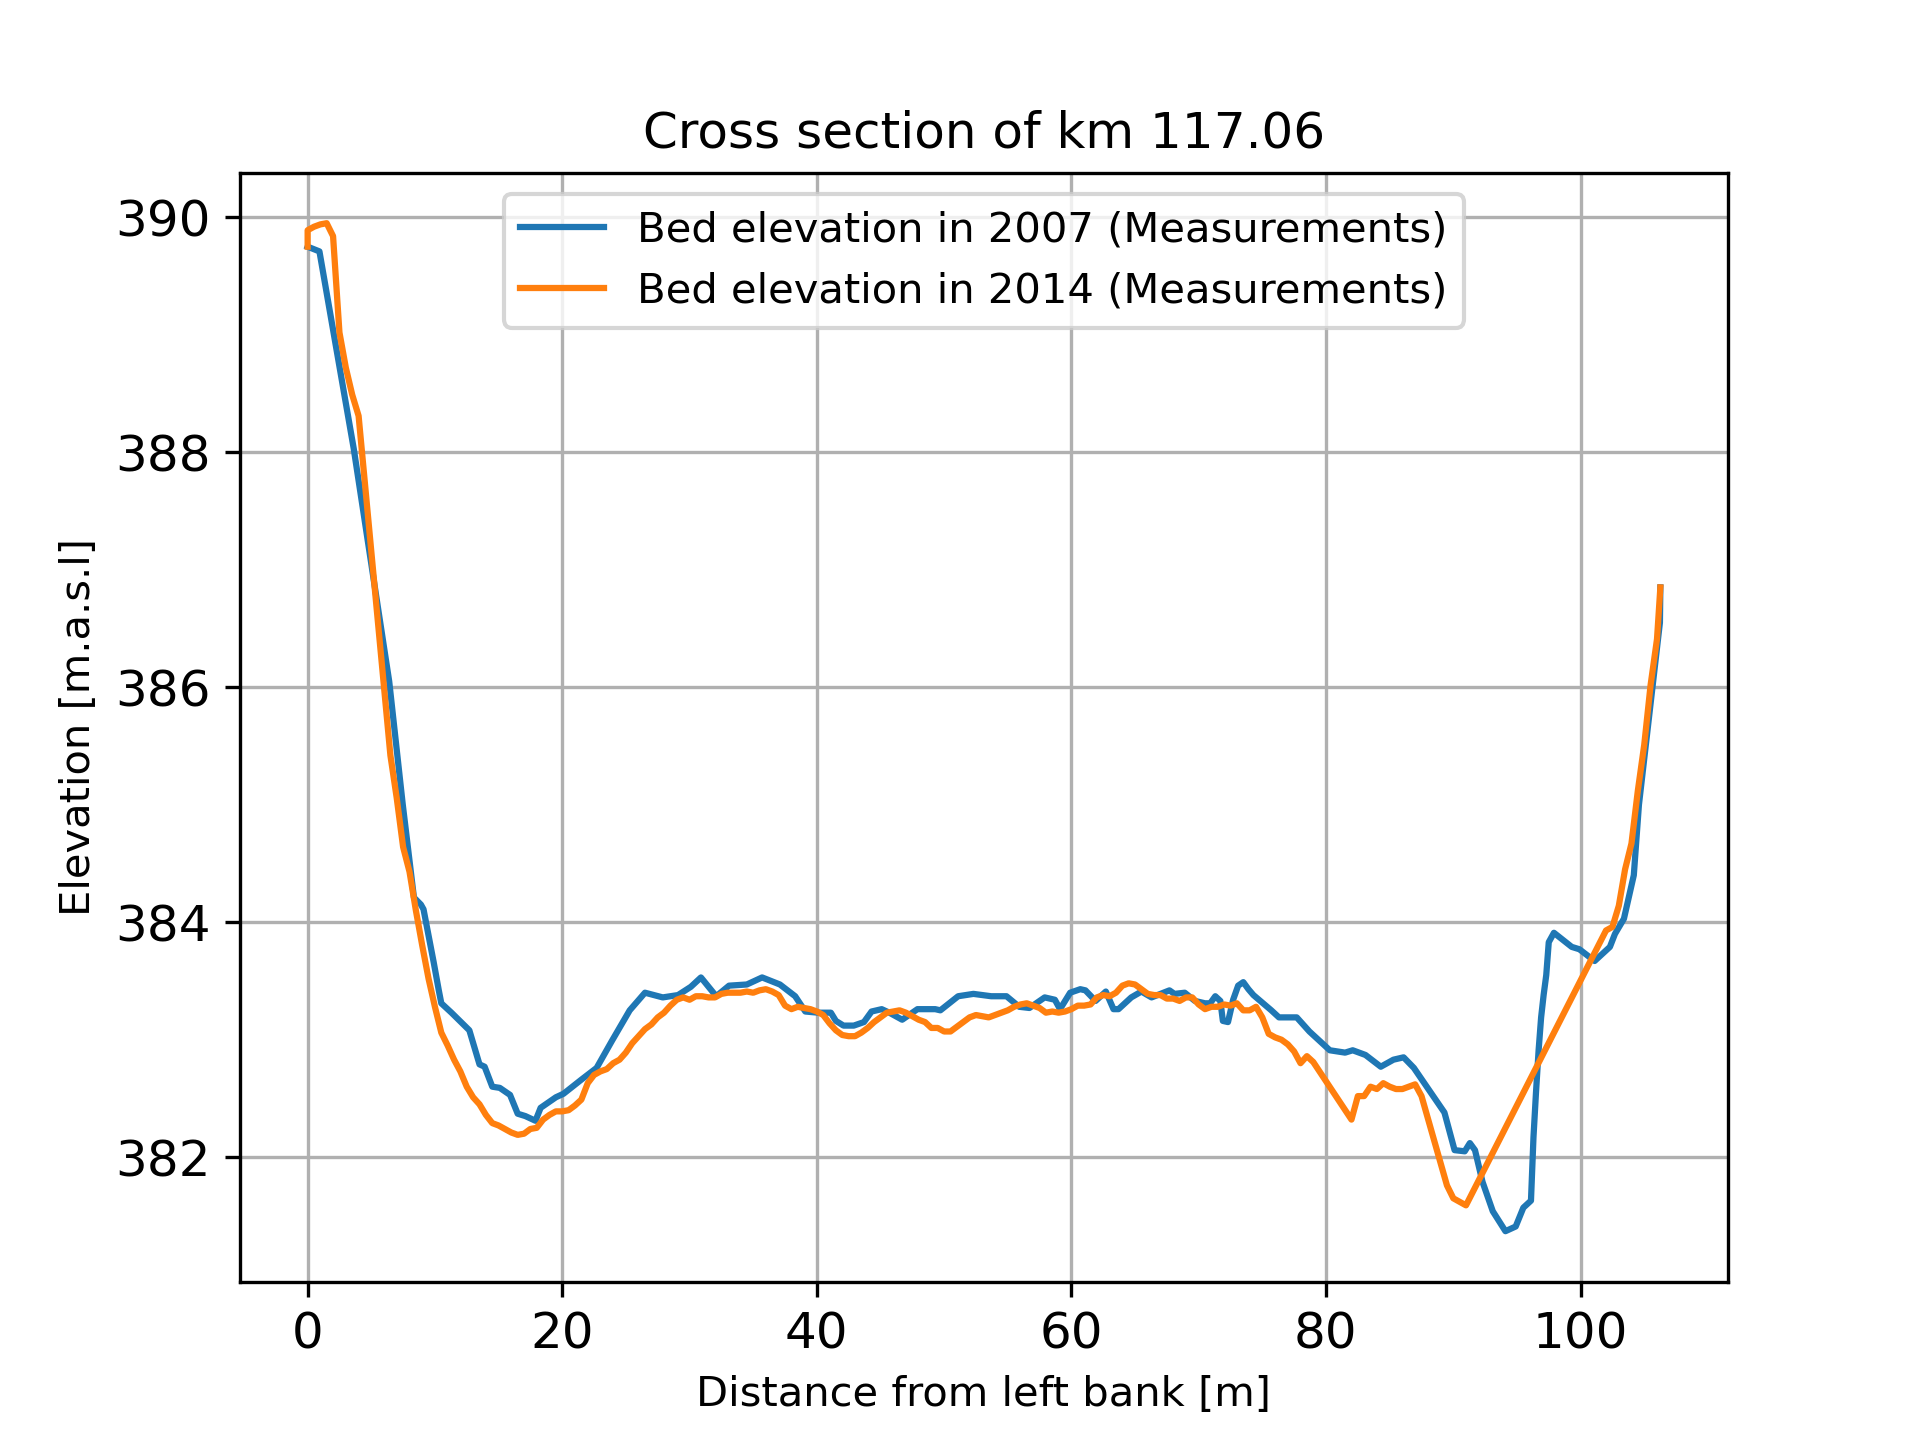 Cross section of km 117.06
Bed elevation in 2007 (Measurements)
Bed elevation in 2014 (Measurements)
Elevation [m.a.s.l]
390
388
386
384
382
0 20 40 60 80 100
Distance from left bank [m]